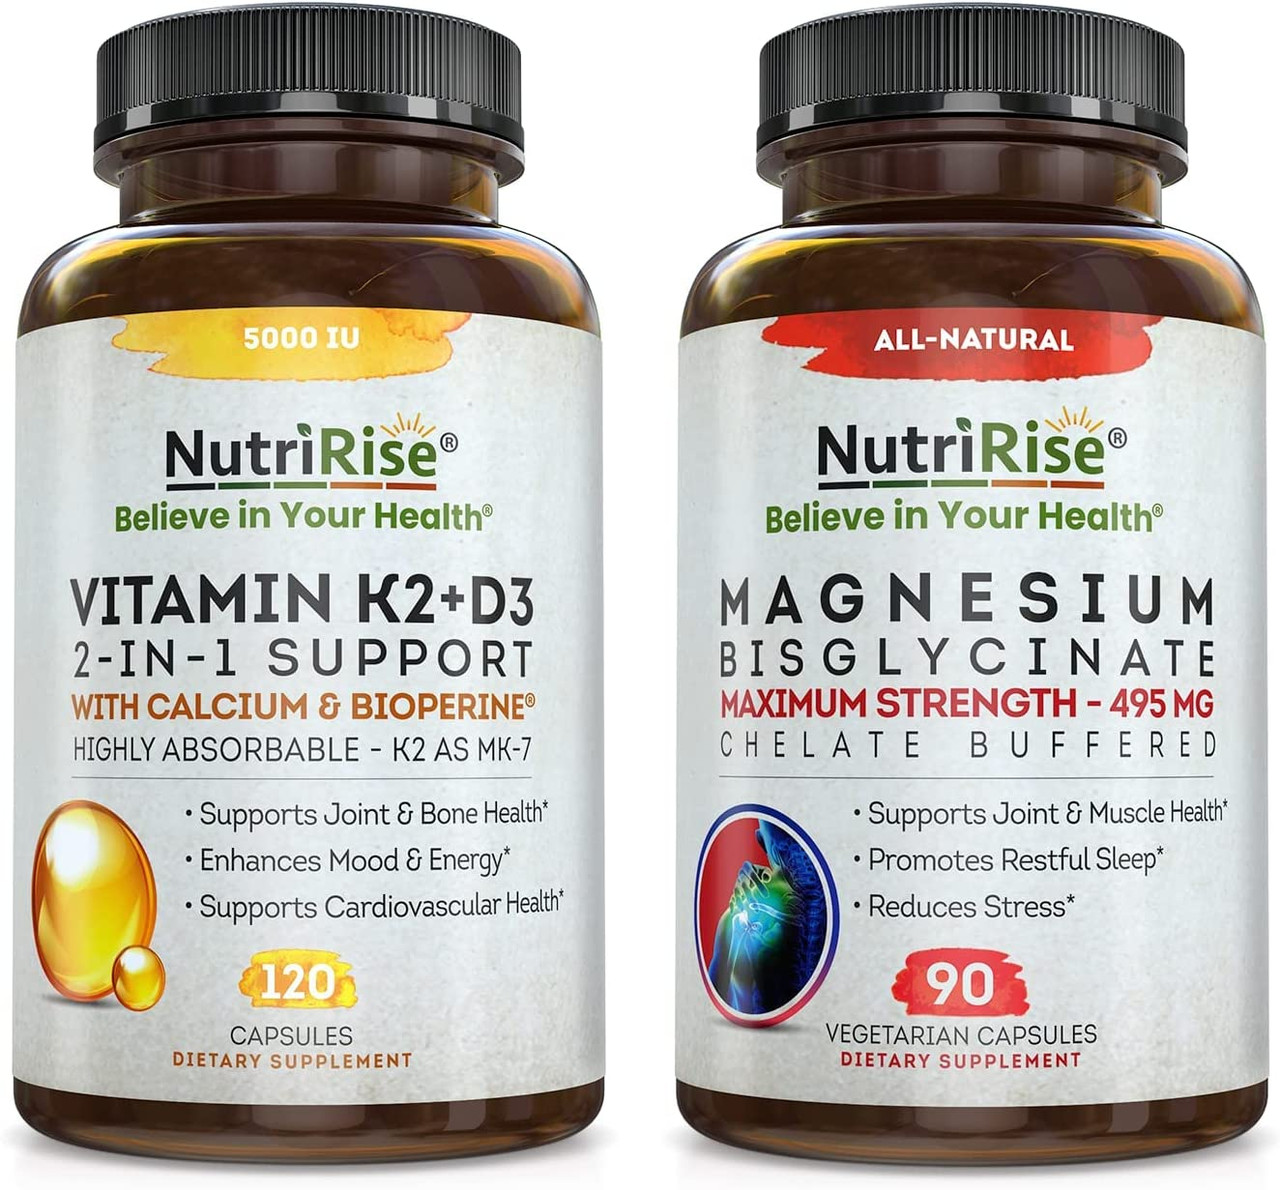 5000 IU
NutriRise®
Believe in Your Health®
VITAMIN K2+D3
2-IN-1 SUPPORT
WITH CALCIUM & BIOPERINE®
HIGHLY ABSORBABLE - K2 AS MK-7
• Supports Joint & Bone Health*
• Enhances Mood & Energy*
• Supports Cardiovascular Health*
120
CAPSULES
DIETARY SUPPLEMENT
ALL-NATURAL
NutriRise®
Believe in Your Health®
MAGNESIUM
BISGLYCINATE
MAXIMUM STRENGTH - 495 MG
CHELATE BUFFERED
• Supports Joint & Muscle Health*
• Promotes Restful Sleep*
• Reduces Stress*
90
VEGETARIAN CAPSULES
DIETARY SUPPLEMENT